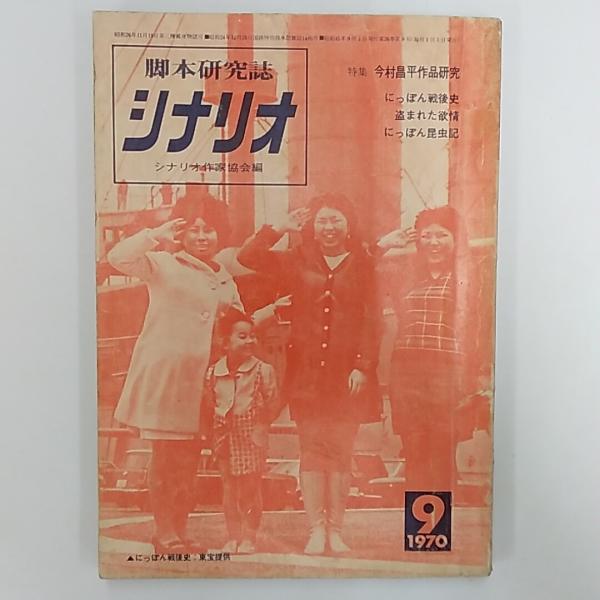 脚本研究誌
シナリオ
シナリオ作家協会編
特集 今村昌平作品研究
にっぽん戦後史
盗まれた欲情
にっぽん昆虫記
9
1970
▲にっぽん戦後史:東宝提供